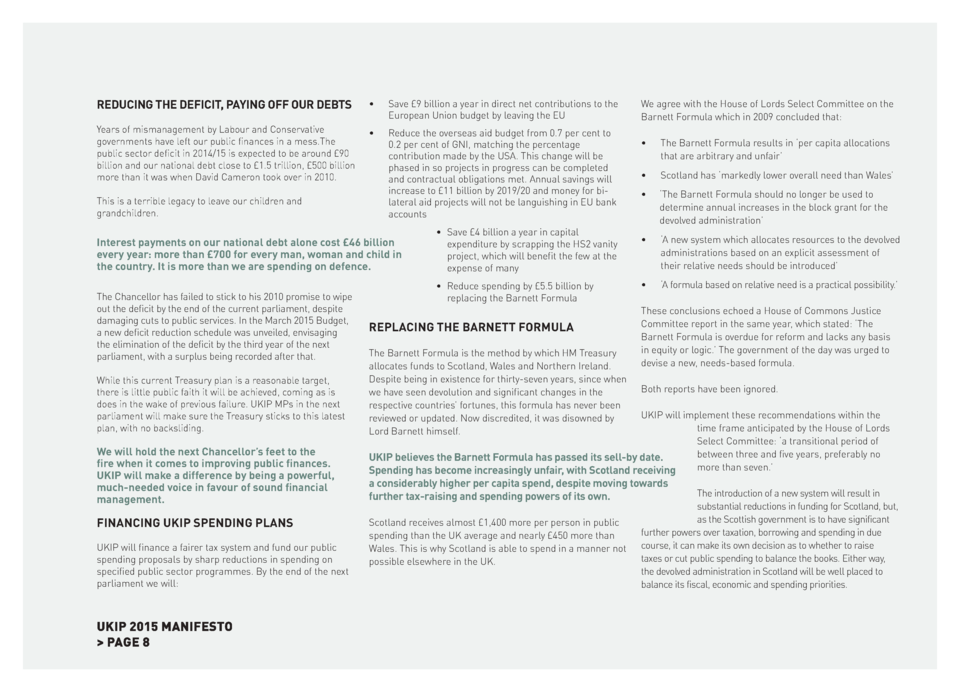 REDUCING THE DEFICIT, PAYING OFF OUR DEBTS
Years of mismanagement by Labour and Conservative
governments have left our public finances in a mess.The
public sector deficit in 2014/15 is expected to be around £90
billion and our national debt close to £1.5 trillion, £500 billion
more than it was when David Cameron took over in 2010.
This is a terrible legacy to leave our children and
grandchildren.
Interest payments on our national debt alone cost £46 billion
every year: more than £700 for every man, woman and child in
the country. It is more than we are spending on defence.
The Chancellor has failed to stick to his 2010 promise to wipe
out the deficit by the end of the current parliament, despite
damaging cuts to public services. In the March 2015 Budget,
a new deficit reduction schedule was unveiled, envisaging
the elimination of the deficit by the third year of the next
parliament, with a surplus being recorded after that.
While this current Treasury plan is a reasonable target,
there is little public faith it will be achieved, coming as is
does in the wake of previous failure. UKIP MPs in the next
parliament will make sure the Treasury sticks to this latest
plan, with no backsliding.
We will hold the next Chancellor's feet to the
fire when it comes to improving public finances.
UKIP will make a difference by being a powerful,
much-needed voice in favour of sound financial
management.
FINANCING UKIP SPENDING PLANS
UKIP will finance a fairer tax system and fund our public
spending proposals by sharp reductions in spending on
specified public sector programmes. By the end of the next
parliament we will:
• Save £9 billion a year in direct net contributions to the
European Union budget by leaving the EU
• Reduce the overseas aid budget from 0.7 per cent to
0.2 per cent of GNI, matching the percentage
contribution made by the USA. This change will be
phased in so projects in progress can be completed
and contractual obligations met. Annual savings will
increase to £11 billion by 2019/20 and money for bi-
lateral aid projects will not be languishing in EU bank
accounts
• Save £4 billion a year in capital
expenditure by scrapping the HS2 vanity
project, which will benefit the few at the
expense of many
• Reduce spending by £5.5 billion by
replacing the Barnett Formula
REPLACING THE BARNETT FORMULA
The Barnett Formula is the method by which HM Treasury
allocates funds to Scotland, Wales and Northern Ireland.
Despite being in existence for thirty-seven years, since when
we have seen devolution and significant changes in the
respective countries' fortunes, this formula has never been
reviewed or updated. Now discredited, it was disowned by
Lord Barnett himself.
UKIP believes the Barnett Formula has passed its sell-by date.
Spending has become increasingly unfair, with Scotland receiving
a considerably higher per capita spend, despite moving towards
further tax-raising and spending powers of its own.
Scotland receives almost £1,400 more per person in public
spending than the UK average and nearly £450 more than
Wales. This is why Scotland is able to spend in a manner not
possible elsewhere in the UK.
We agree with the House of Lords Select Committee on the
Barnett Formula which in 2009 concluded that:
• The Barnett Formula results in 'per capita allocations
that are arbitrary and unfair'
• Scotland has 'markedly lower overall need than Wales'
• 'The Barnett Formula should no longer be used to
determine annual increases in the block grant for the
devolved administration'
• 'A new system which allocates resources to the devolved
administrations based on an explicit assessment of
their relative needs should be introduced'
• 'A formula based on relative need is a practical possibility.'
These conclusions echoed a House of Commons Justice
Committee report in the same year, which stated: 'The
Barnett Formula is overdue for reform and lacks any basis
in equity or logic.' The government of the day was urged to
devise a new, needs-based formula.
Both reports have been ignored.
UKIP will implement these recommendations within the
time frame anticipated by the House of Lords
Select Committee: 'a transitional period of
between three and five years, preferably no
more than seven.'
The introduction of a new system will result in
substantial reductions in funding for Scotland, but,
as the Scottish government is to have significant
further powers over taxation, borrowing and spending in due
course, it can make its own decision as to whether to raise
taxes or cut public spending to balance the books. Either way,
the devolved administration in Scotland will be well placed to
balance its fiscal, economic and spending priorities.
UKIP 2015 MANIFESTO
> PAGE 8